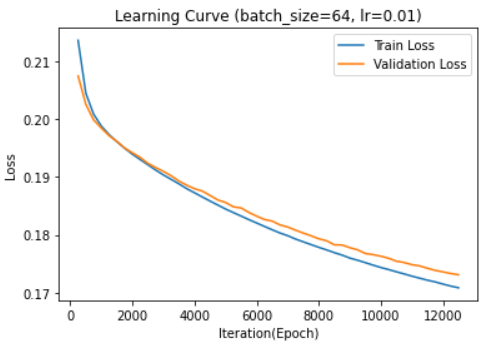 Learning Curve (batch_size=64, lr=0.01)
Train Loss
Validation Loss
0.21
0.20
0.19
0.18
0.17
Loss
0
2000
4000
6000
8000
10000
12000
Iteration(Epoch)